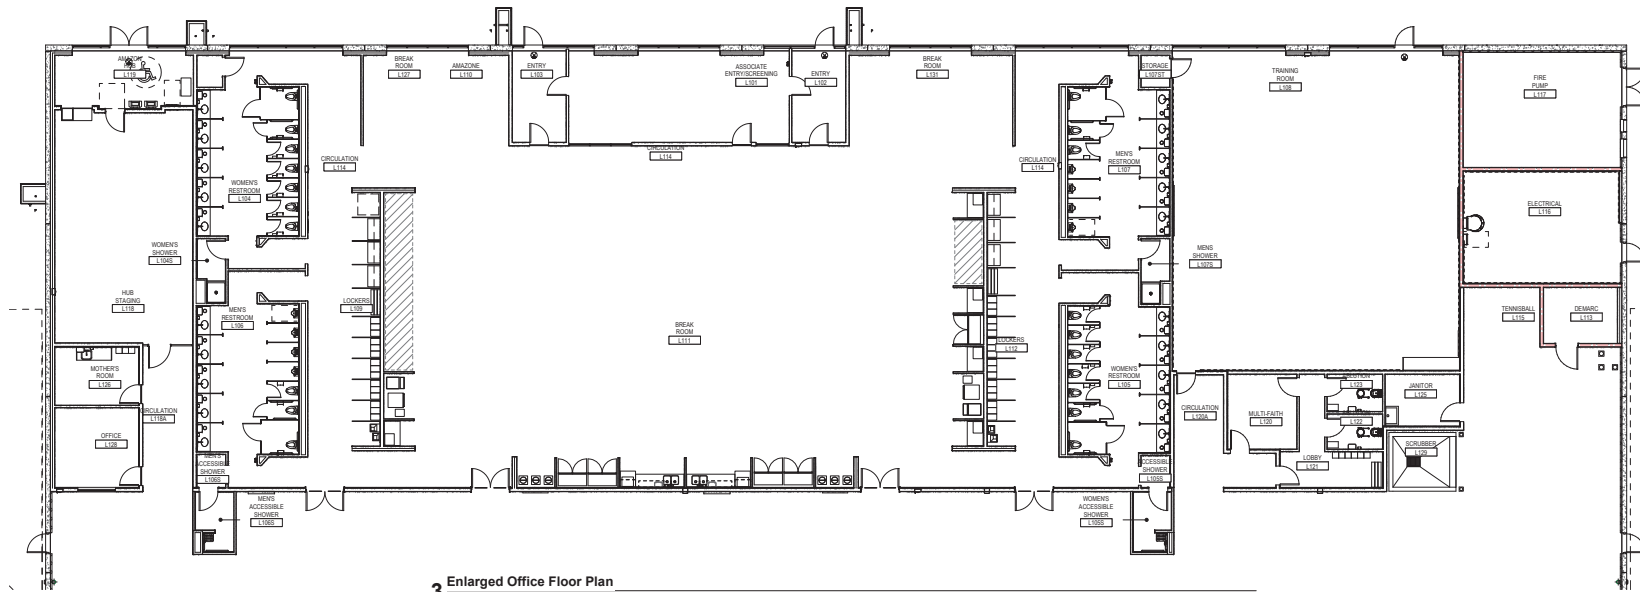 AMAZON
HUB
L119
BREAK
ROOM
L127
AMAZONE
L110
ENTRY
L103
ASSOCIATE
ENTRY/SCREENING
L101
ENTRY
L102
BREAK
ROOM
L131
STORAGE
L107ST
TRAINING
ROOM
L108
FIRE
PUMP
L117
CIRCULATION
L114
CIRCULATION
L114
CIRCULATION
L114
MEN'S
RESTROOM
L107
WOMEN'S
RESTROOM
L104
ELECTRICAL
L116
WOMEN'S
SHOWER
L104S
MENS
SHOWER
L107S
HUB
STAGING
L118
MEN'S
RESTROOM
L106
LOCKERS
L109
BREAK
ROOM
L111
LOCKERS
L112
TENNISBALL
L115
DEMARC
L113
MOTHER'S
ROOM
L126
WOMEN'S
RESTROOM
L105
L123
JANITOR
L125
CIRCULATION
L118A
CIRCULATION
L120A
MULTI-FAITH
L120
L122
OFFICE
L128
SCRUBBER
L129
MEN'S
ACCESSIBLE
SHOWER
L106S
ACCESSIBLE
SHOWER
L105S
LOBBY
L121
MEN'S
ACCESSIBLE
SHOWER
L106S
WOMEN'S
ACCESSIBLE
SHOWER
L105S
3 Enlarged Office Floor Plan